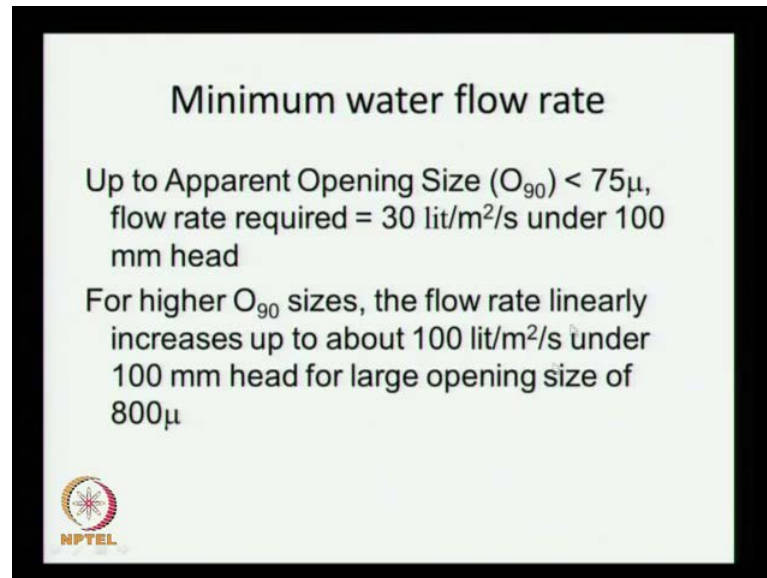 Minimum water flow rate
Up to Apparent Opening Size (O₉₀) < 75μ,
flow rate required = 30 lit/m²/s under 100
mm head
For higher O₉₀ sizes, the flow rate linearly
increases up to about 100 lit/m²/s under
100 mm head for large opening size of
800μ
NPTEL